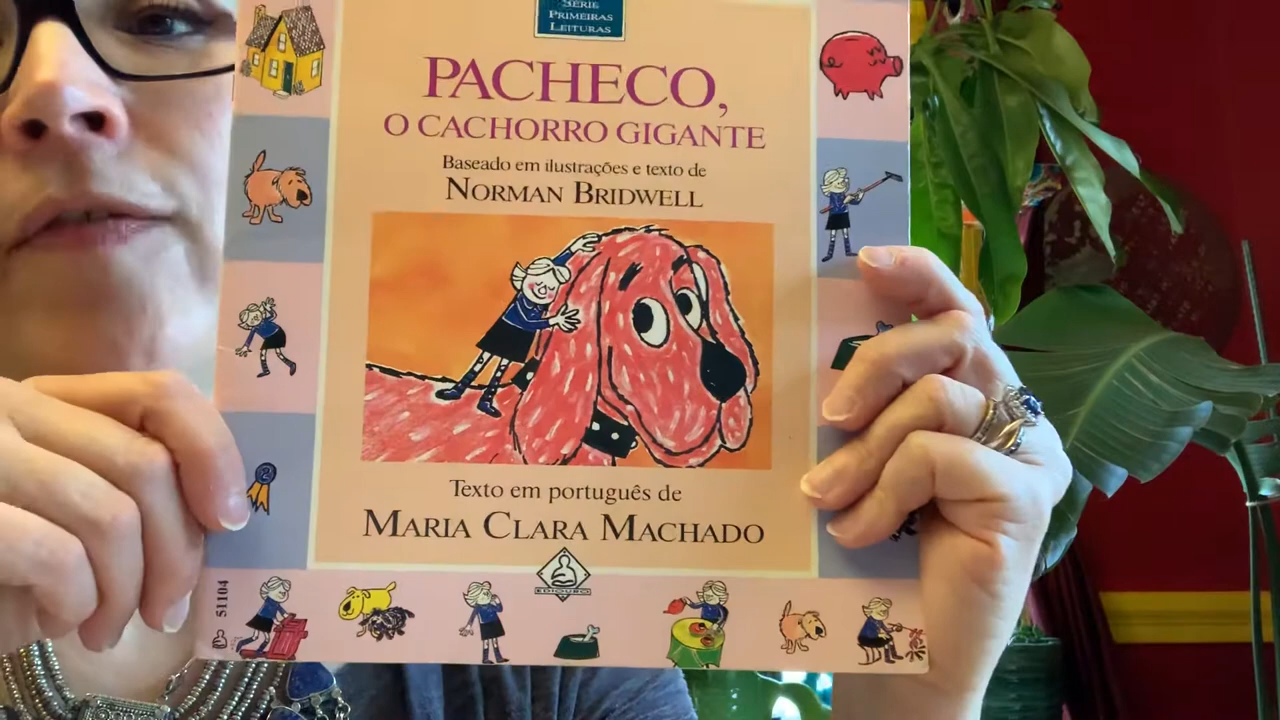 SÉRIE
PRIMEIRAS
LEITURAS
PACHECO,
O CACHORRO GIGANTE
Baseado em ilustrações e texto de
NORMAN BRIDWELL
Texto em português de
MARIA CLARA MACHADO
EDIOURO
51104